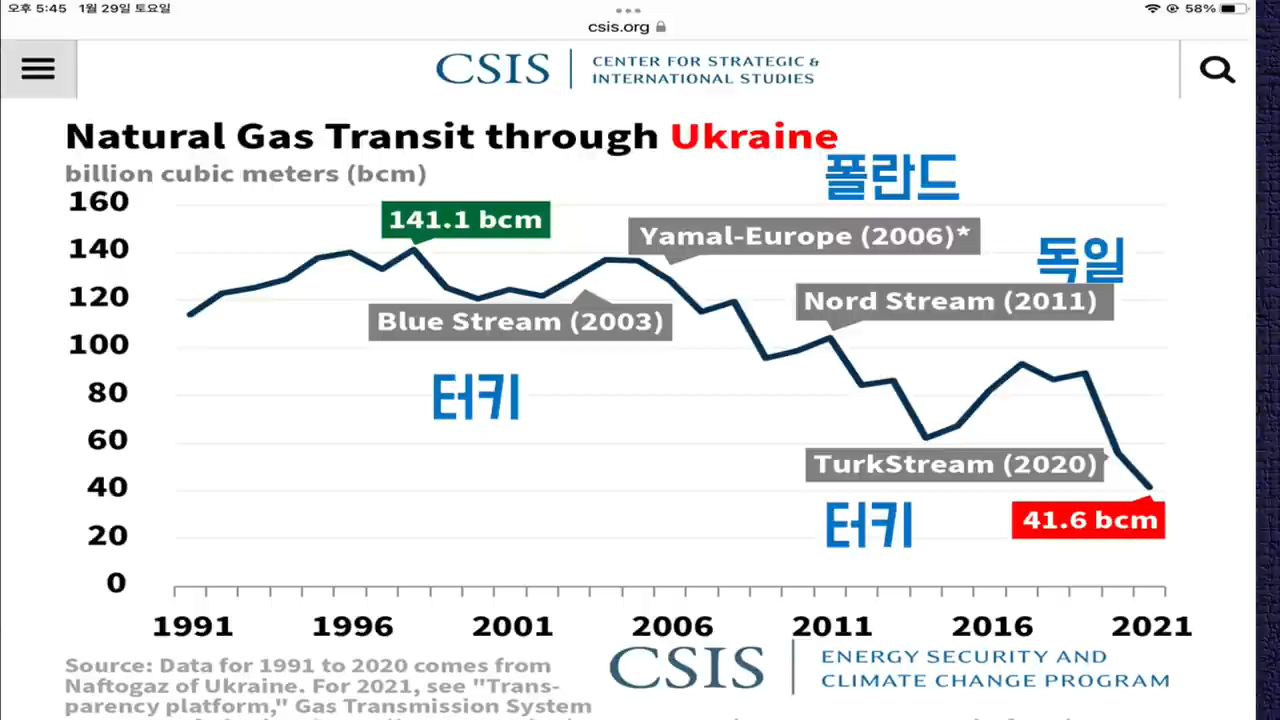 오후 5:45 1월 29일 토요일
58%
csis.org
CSIS
CENTER FOR STRATEGIC &
INTERNATIONAL STUDIES
Natural Gas Transit through Ukraine
billion cubic meters (bcm)
폴란드
160
141.1 bcm
Yamal-Europe (2006)*
140
독일
120
Nord Stream (2011)
Blue Stream (2003)
100
터키
80
60
TurkStream (2020)
40
터키
41.6 bcm
20
0
1991 1996 2001 2006 2011 2016 2021
Source: Data for 1991 to 2020 comes from
Naftogaz of Ukraine. For 2021, see "Trans-
parency platform," Gas Transmission System
CSIS
ENERGY SECURITY AND
CLIMATE CHANGE PROGRAM